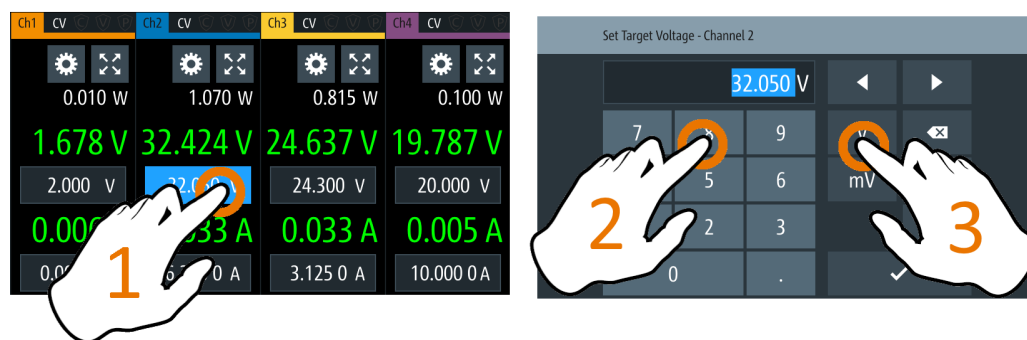 Ch1 CV C V P Ch2 CV C V P Ch3 CV C V P Ch4 CV C V P
0.010 W 1.070 W 0.815 W 0.100 W
1.678 V 32.424 V 24.637 V 19.787 V
2.000 V V 24.300 V 20.000 V
33 A 0.033 A 0.005 A
0 A 3.125 0 A 10.000 0 A
1
Set Target Voltage - Channel 2
32.050 V
7 8 9 V
5 6 mV
2 3
0 .
2
3